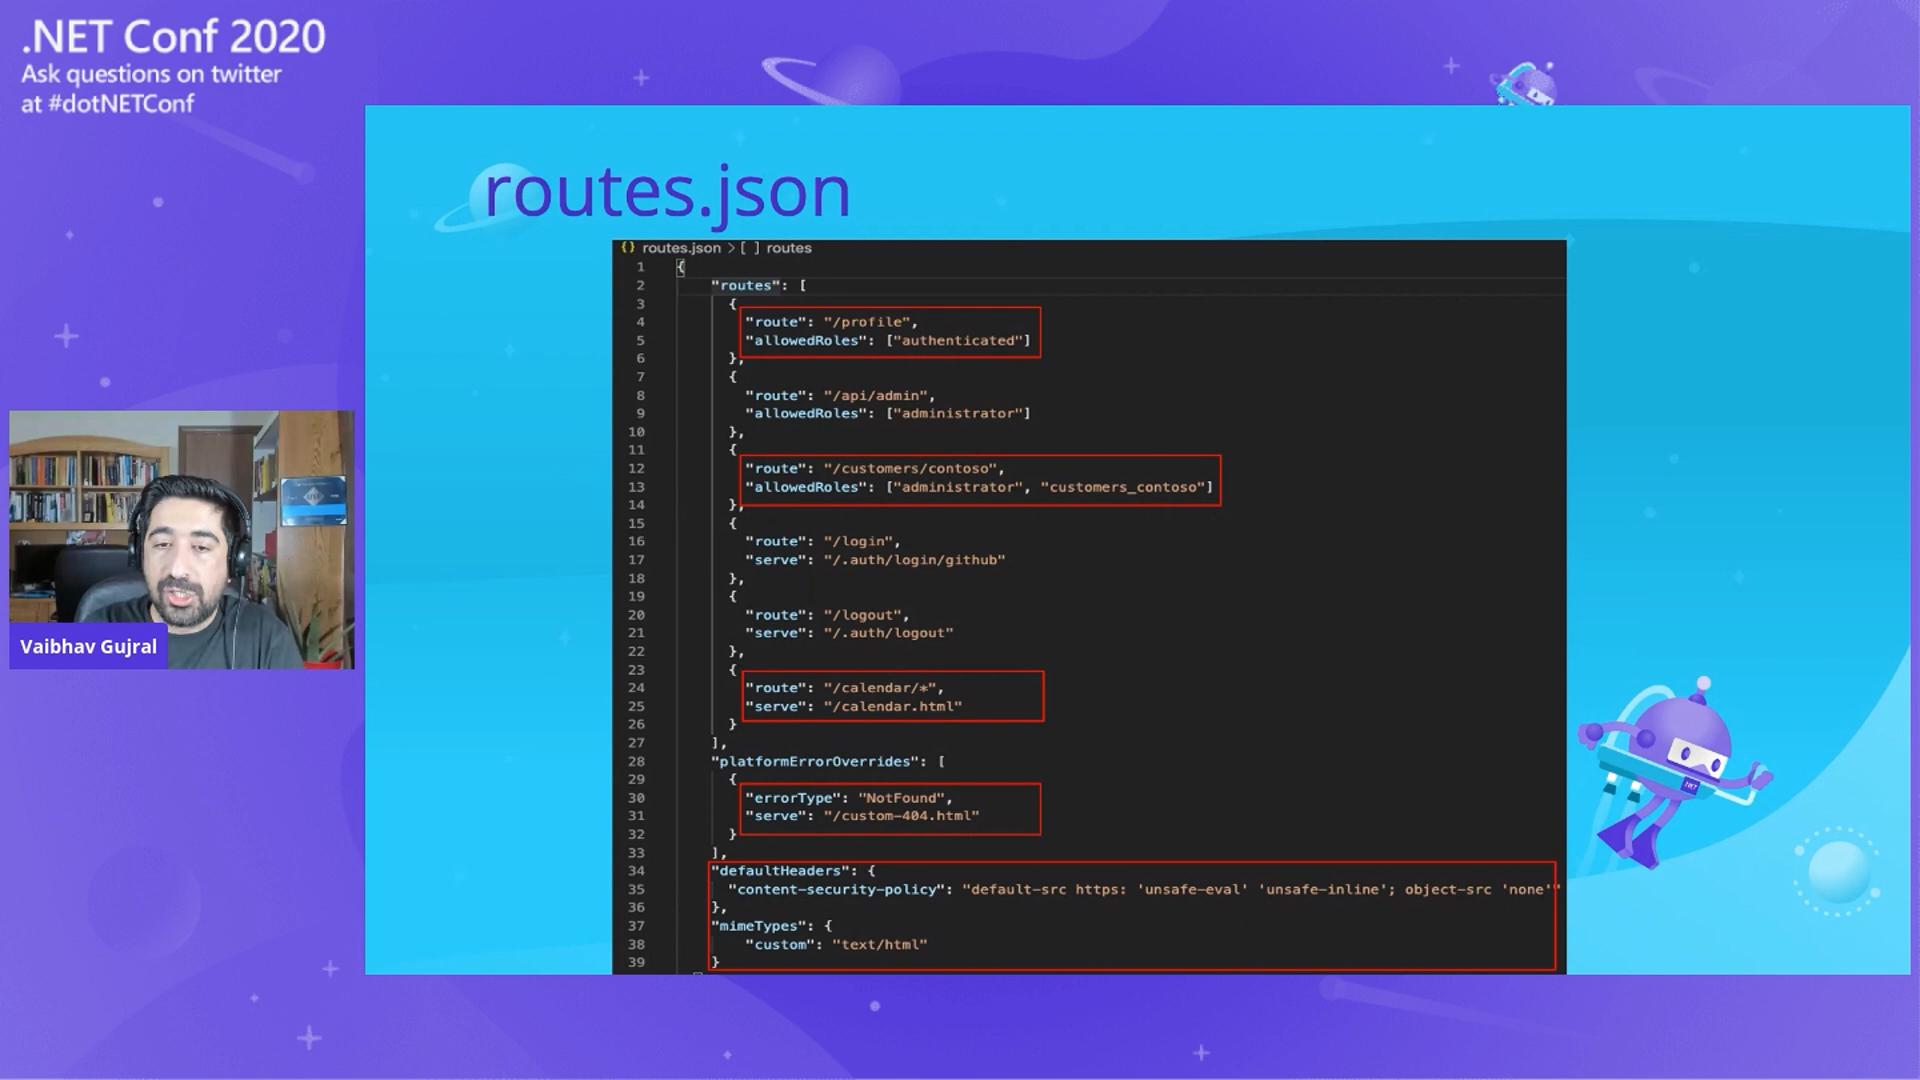 .NET Conf 2020
Ask questions on twitter
at #dotNETConf
routes.json
{} routes.json > [ ] routes
1 {
2 "routes": [
3 {
4 "route": "/profile",
5 "allowedRoles": ["authenticated"]
6 },
7 {
8 "route": "/api/admin",
9 "allowedRoles": ["administrator"]
10 },
11 {
12 "route": "/customers/contoso",
13 "allowedRoles": ["administrator", "customers_contoso"]
14 },
15 {
16 "route": "/login",
17 "serve": "/.auth/login/github"
18 },
19 {
20 "route": "/logout",
21 "serve": "/.auth/logout"
22 },
23 {
24 "route": "/calendar/*",
25 "serve": "/calendar.html"
26 }
27 ],
28 "platformErrorOverrides": [
29 {
30 "errorType": "NotFound",
31 "serve": "/custom-404.html"
32 }
33 ],
34 "defaultHeaders": {
35 "content-security-policy": "default-src https: 'unsafe-eval' 'unsafe-inline'; object-src 'none'"
36 },
37 "mimeTypes": {
38 "custom": "text/html"
39 }
Vaibhav Gujral